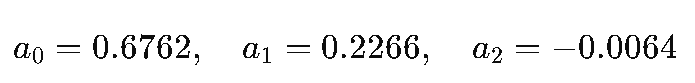 a₀ = 0.6762, a₁ = 0.2266, a₂ = −0.0064